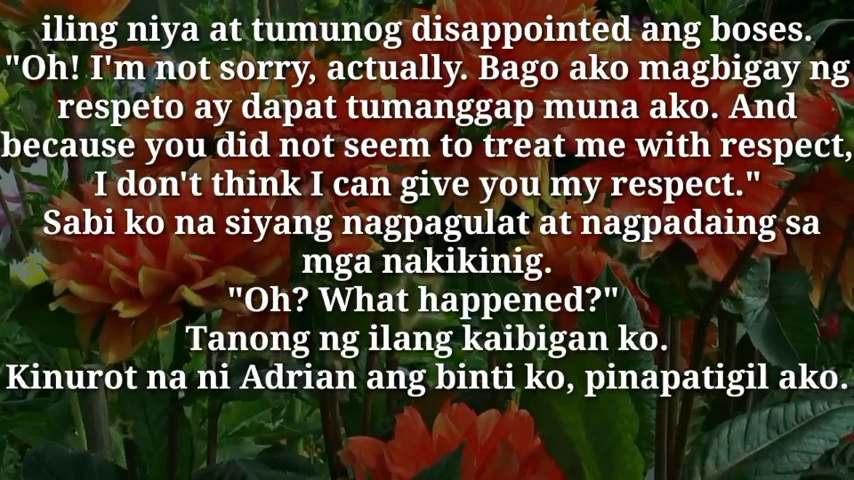 iling niya at tumunog disappointed ang boses.
"Oh! I'm not sorry, actually. Bago ako magbigay ng
respeto ay dapat tumanggap muna ako. And
because you did not seem to treat me with respect,
I don't think I can give you my respect."
Sabi ko na siyang nagpagulat at nagpadaing sa
mga nakikinig.
"Oh? What happened?"
Tanong ng ilang kaibigan ko.
Kinurot na ni Adrian ang binti ko, pinapatigil ako.